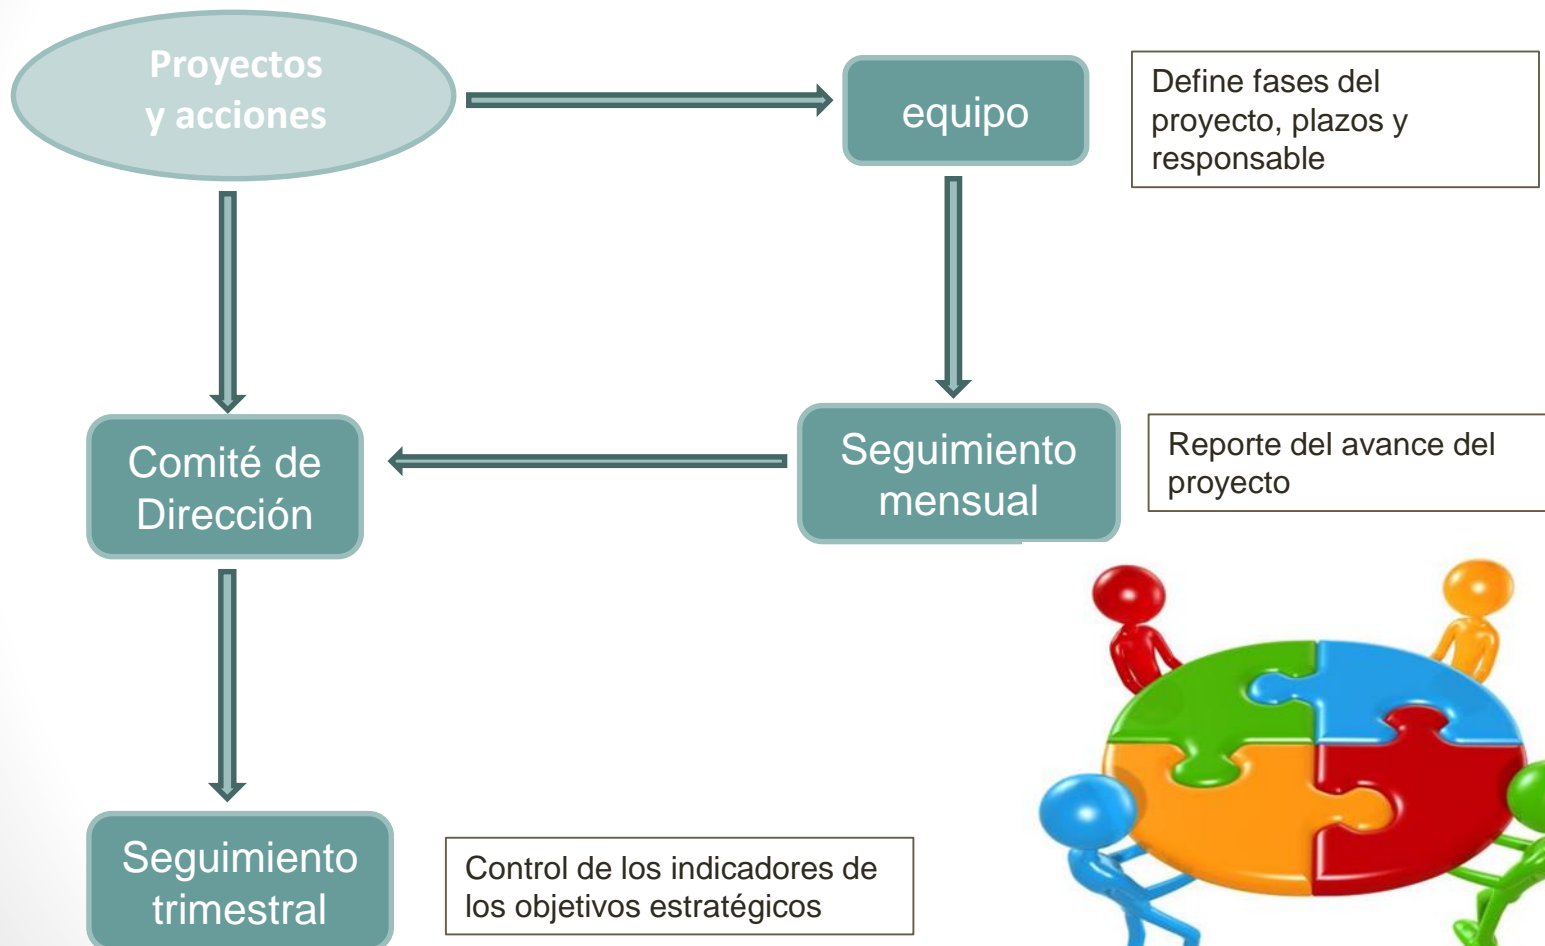 Proyectos
y acciones
equipo
Define fases del
proyecto, plazos y
responsable
Comité de
Dirección
Seguimiento
mensual
Reporte del avance del
proyecto
Seguimiento
trimestral
Control de los indicadores de
los objetivos estratégicos